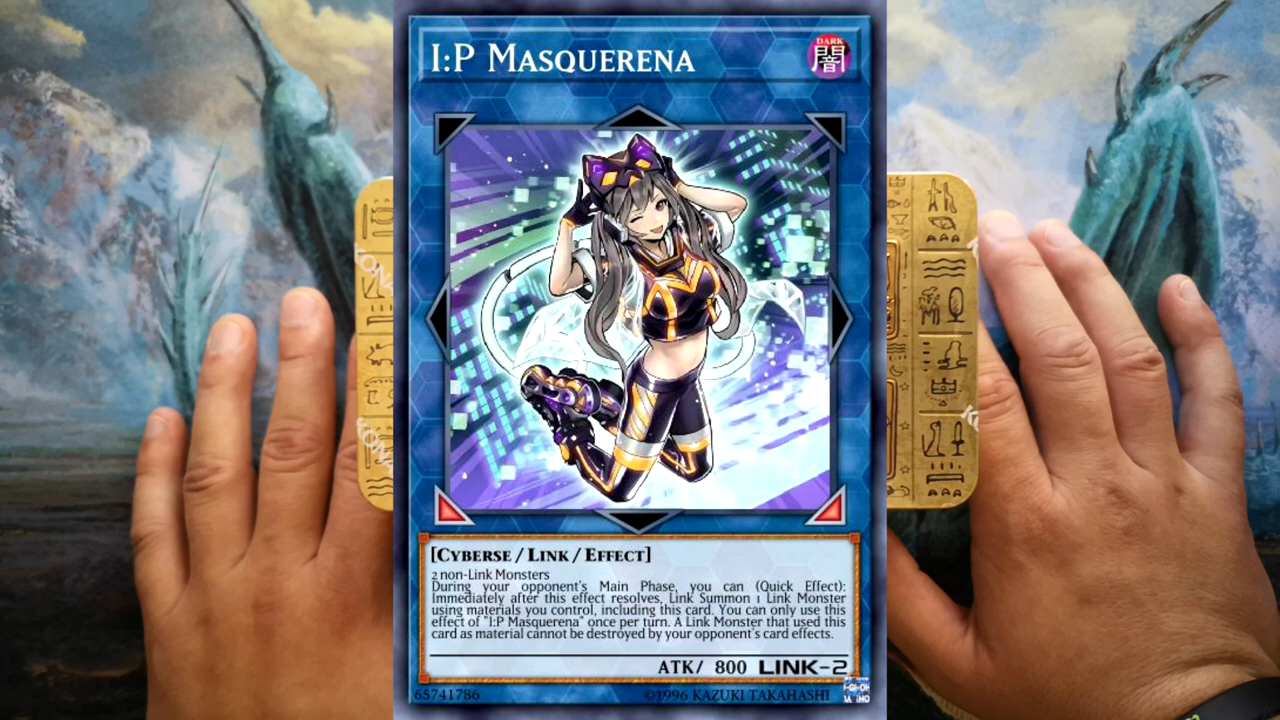 I:P MASQUERENA
DARK
闇
[CYBERSE / LINK / EFFECT]
2 non-Link Monsters
During your opponent's Main Phase, you can (Quick Effect):
Immediately after this effect resolves, Link Summon 1 Link Monster
using materials you control, including this card. You can only use this
effect of "I:P Masquerena" once per turn. A Link Monster that used this
card as material cannot be destroyed by your opponent's card effects.
ATK/ 800 LINK-2
65741786
©1996 KAZUKI TAKAHASHI